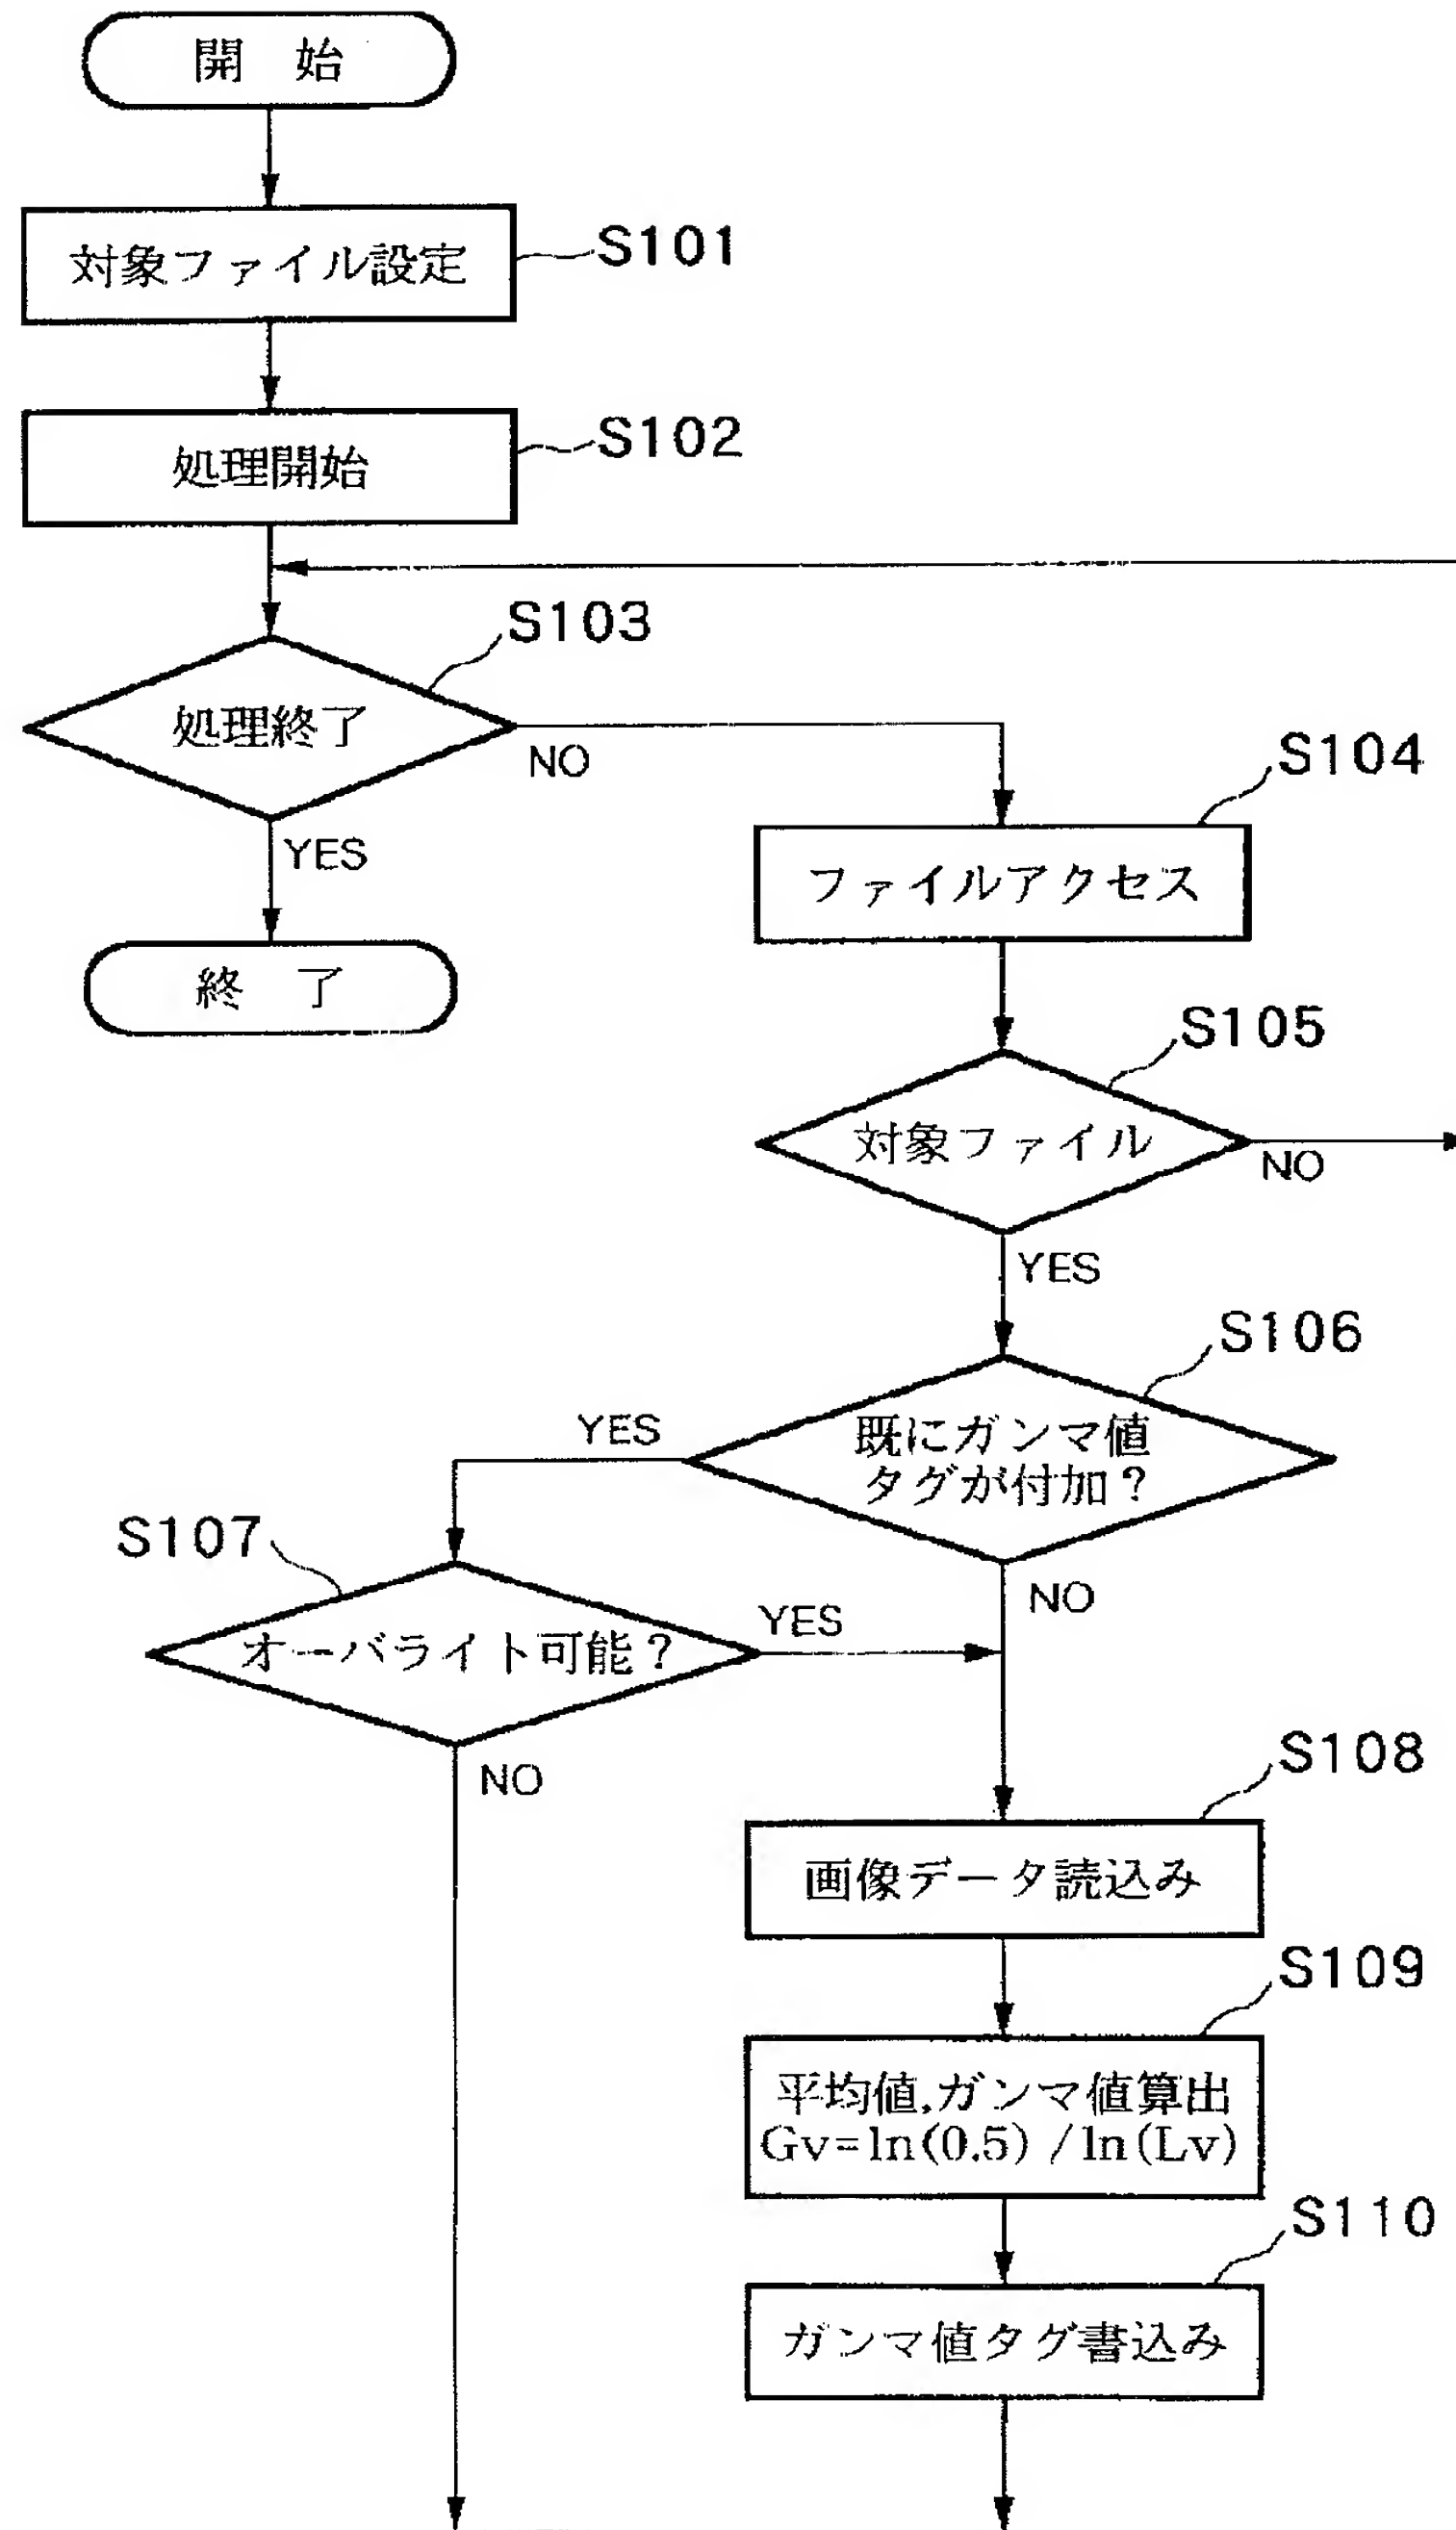 開 始
対象ファイル設定
S101
処理開始
S102
S103
処理終了
NO
YES
終 了
S104
ファイルアクセス
S105
対象ファイル
NO
YES
S106
既にガンマ値
タグが付加？
YES
NO
S107
オーバライト可能？
YES
NO
S108
画像データ読込み
S109
平均値,ガンマ値算出
Gv=ln(0.5) /ln(Lv)
S110
ガンマ値タグ書込み